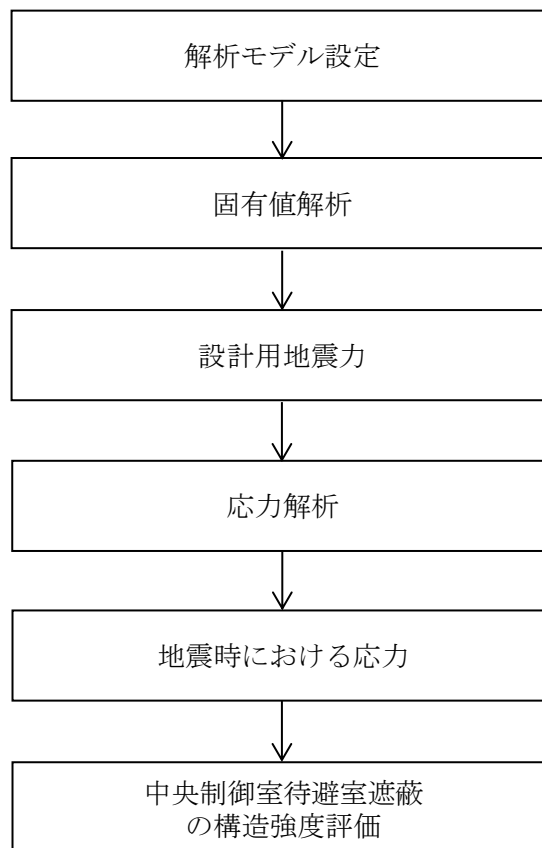 解析モデル設定
固有値解析
設計用地震力
応力解析
地震時における応力
中央制御室待避室遮蔽
の構造強度評価